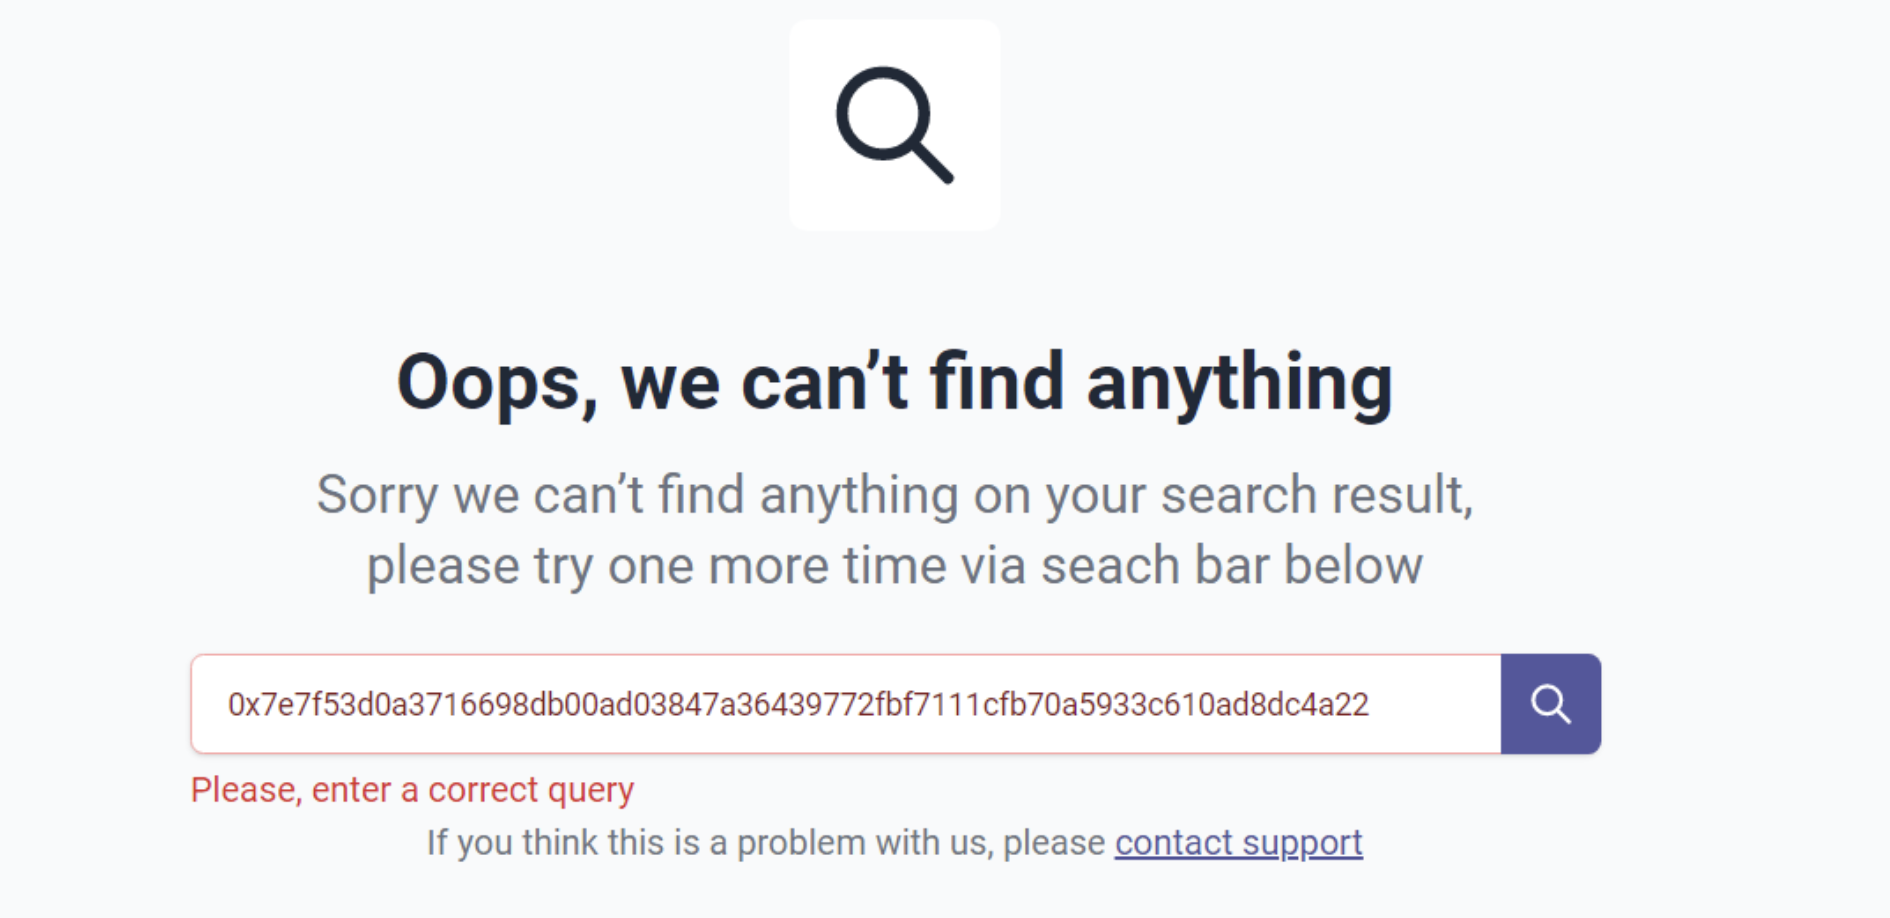 Oops, we can’t find anything
Sorry we can’t find anything on your search result,
please try one more time via seach bar below
0x7e7f53d0a3716698db00ad03847a36439772fbf7111cfb70a5933c610ad8dc4a22
Please, enter a correct query
If you think this is a problem with us, please contact support